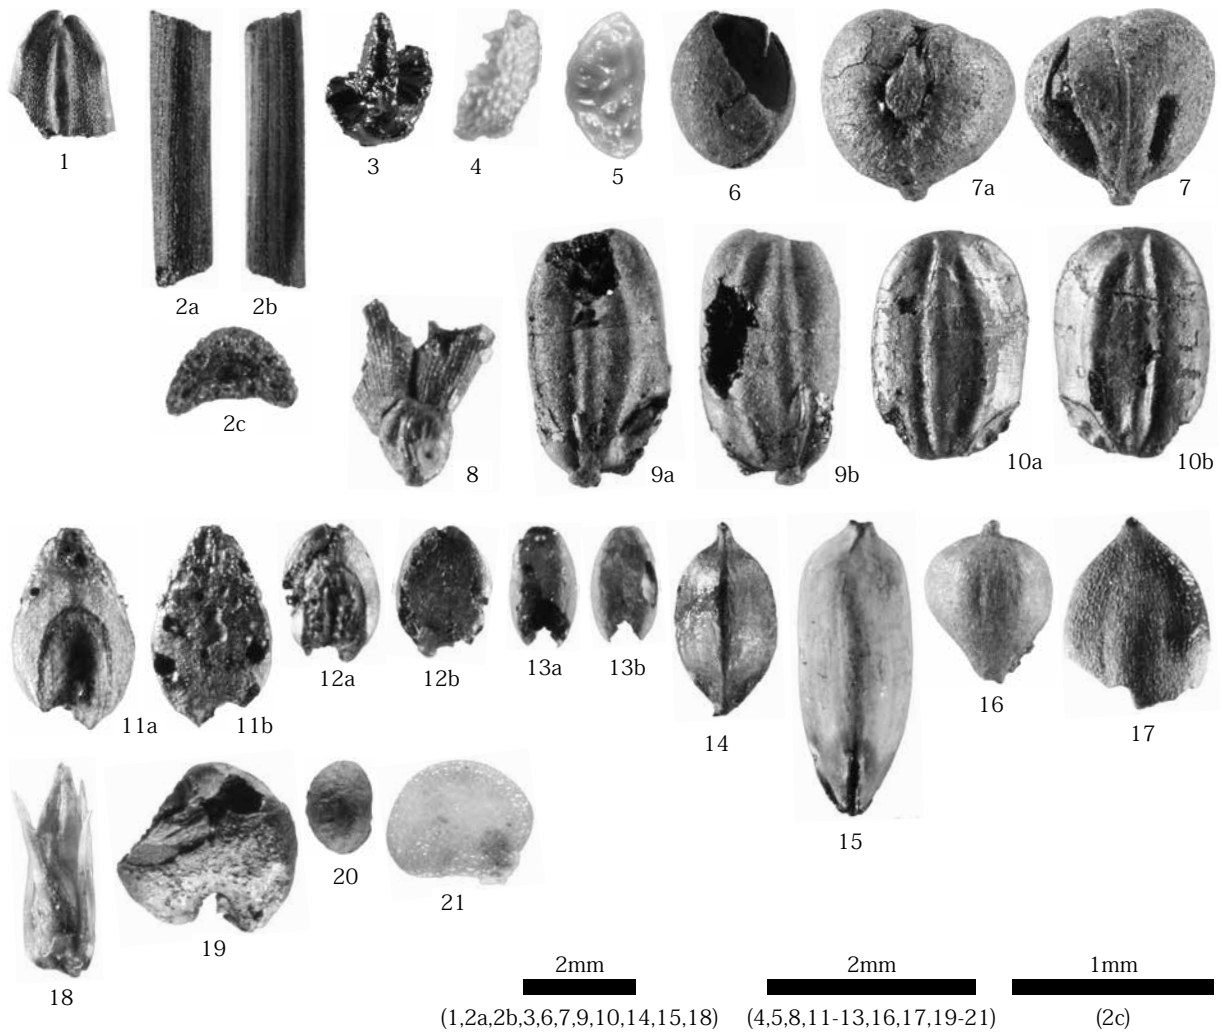 1
2a 2b
3
4
5
6
7a
7
2c
8
9a
9b
10a
10b
11a
11b
12a
12b
13a
13b
14
15
16
17
18
19
20
21
2mm
(1,2a,2b,3,6,7,9,10,14,15,18)
2mm
(4,5,8,11-13,16,17,19-21)
1mm
(2c)